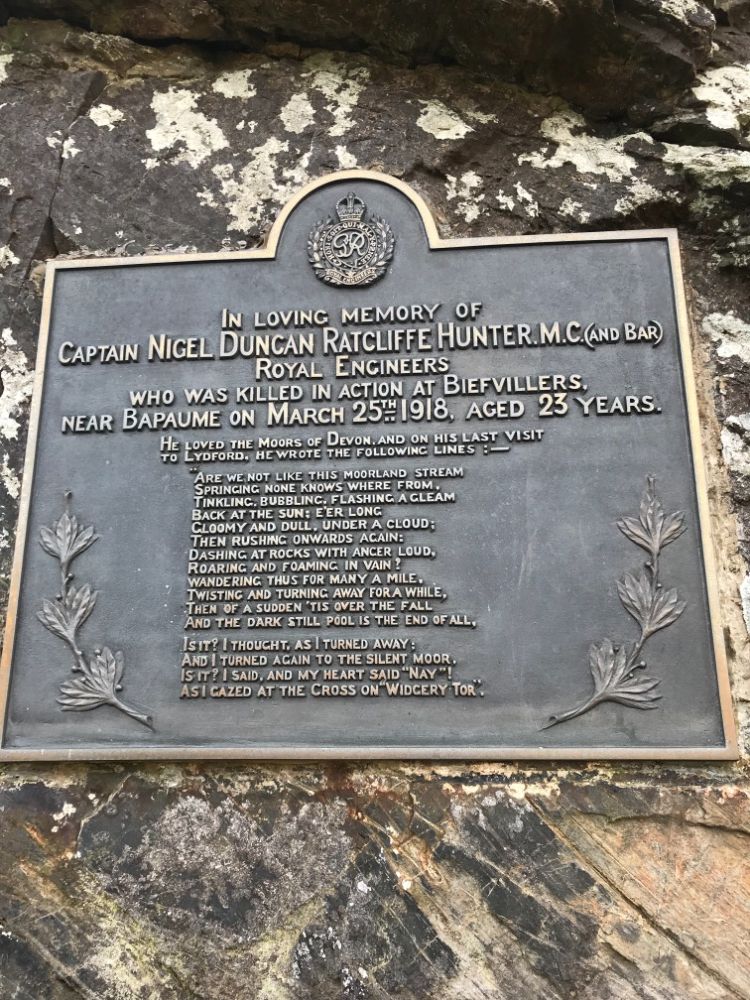 IN LOVING MEMORY OF
CAPTAIN NIGEL DUNCAN RATCLIFFE HUNTER. M.C. (AND BAR)
ROYAL ENGINEERS
WHO WAS KILLED IN ACTION AT BIEFVILLERS,
NEAR BAPAUME ON MARCH 25TH 1918, AGED 23 YEARS.
HE LOVED THE MOORS OF DEVON, AND ON HIS LAST VISIT
TO LYDFORD, HE WROTE THE FOLLOWING LINES :—
"ARE WE NOT LIKE THIS MOORLAND STREAM
SPRINGING NONE KNOWS WHERE FROM,
TINKLING, BUBBLING, FLASHING A GLEAM
BACK AT THE SUN; E'ER LONG
GLOOMY AND DULL, UNDER A CLOUD;
THEN RUSHING ONWARDS AGAIN:
DASHING AT ROCKS WITH ANGER LOUD,
ROARING AND FOAMING IN VAIN?
WANDERING THUS FOR MANY A MILE,
TWISTING AND TURNING AWAY FOR A WHILE,
THEN OF A SUDDEN 'TIS OVER THE FALL
AND THE DARK STILL POOL IS THE END OF ALL,
IS IT? I THOUGHT, AS I TURNED AWAY:
AND I TURNED AGAIN TO THE SILENT MOOR,
IS IT? I SAID, AND MY HEART SAID "NAY"!
AS I GAZED AT THE CROSS ON "WIDGERY TOR".